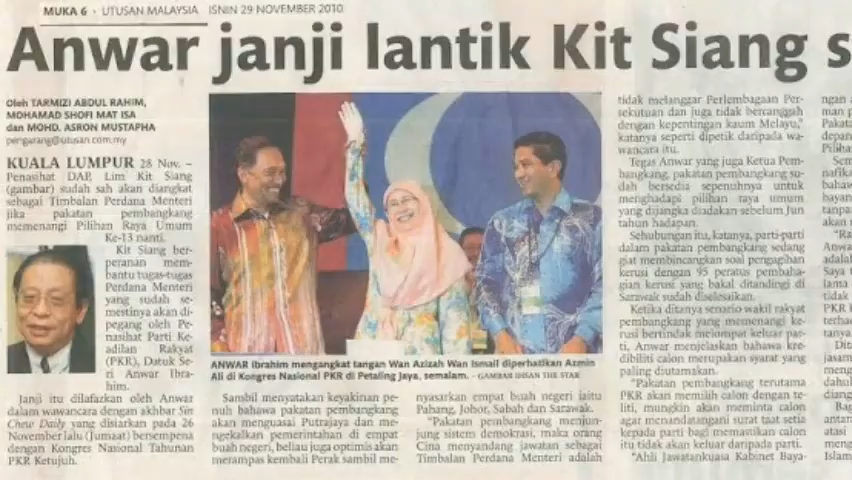 MUKA 6 • UTUSAN MALAYSIA ISNIN 29 NOVEMBER 2010
Anwar janji lantik Kit Siang s
Oleh TARMIZI ABDUL RAHIM,
MOHAMAD SHOFI MAT ISA
dan MOHD. ASRON MUSTAPHA
pengarang@utusan.com.my
KUALA LUMPUR 28 Nov. –
Penasihat DAP, Lim Kit Siang
(gambar) sudah sah akan diangkat
sebagai Timbalan Perdana Menteri
jika pakatan pembangkang
memenangi Pilihan Raya Umum
Ke-13 nanti.
Kit Siang ber-
peranan mem-
bantu tugas-tugas
Perdana Menteri
yang sudah se-
mestinya akan di-
pegang oleh Pe-
nasihat Parti Ke-
adilan Rakyat
(PKR), Datuk Se-
ri Anwar Ibra-
him.
Janji itu dilafazkan oleh Anwar
dalam wawancara dengan akhbar Sin
Chew Daily yang disiarkan pada 26
November lalu (Jumaat) bersempena
dengan Kongres Nasional Tahunan
PKR Ketujuh.
ANWAR Ibrahim mengangkat tangan Wan Azizah Wan Ismail diperhatikan Azmin
Ali di Kongres Nasional PKR di Petaling Jaya, semalam. – GAMBAR IHSAN THE STAR
Sambil menyatakan keyakinan pe-
nuh bahawa pakatan pembangkang
akan menguasai Putrajaya dan me-
ngekalkan pemerintahan di empat
buah negeri, beliau juga optimis akan
merampas kembali Perak sambil me-
nyasarkan empat buah negeri iaitu
Pahang, Johor, Sabah dan Sarawak.
"Pakatan pembangkang menjun-
jung sistem demokrasi, maka orang
Cina menyandang jawatan sebagai
Timbalan Perdana Menteri adalah
tidak melanggar Perlembagaan Per-
sekutuan dan juga tidak bercanggah
dengan kepentingan kaum Melayu,"
katanya seperti dipetik daripada wa-
wancara itu.
Tegas Anwar yang juga Ketua Pem-
bangkang, pakatan pembangkang su-
dah bersedia sepenuhnya untuk
menghadapi pilihan raya umum
yang dijangka diadakan sebelum Jun
tahun hadapan.
Sehubungan itu, katanya, parti-parti
dalam pakatan pembangkang sedang
giat membincangkan soal pengagihan
kerusi dengan 95 peratus pembaha-
gian kerusi yang bakal ditandingi di
Sarawak sudah diselesaikan.
Ketika ditanya senario wakil rakyat
pembangkang yang memenangi ke-
rusi bertindak melompat keluar par-
ti, Anwar menjelaskan bahawa kre-
dibiliti calon merupakan syarat yang
paling diutamakan.
"Pakatan pembangkang terutama
PKR akan memilih calon dengan te-
liti, mungkin akan meminta calon
agar menandatangani surat taat setia
kepada parti bagi memastikan calon
itu tidak akan keluar daripada parti.
"Ahli Jawatankuasa Kabinet Baya-